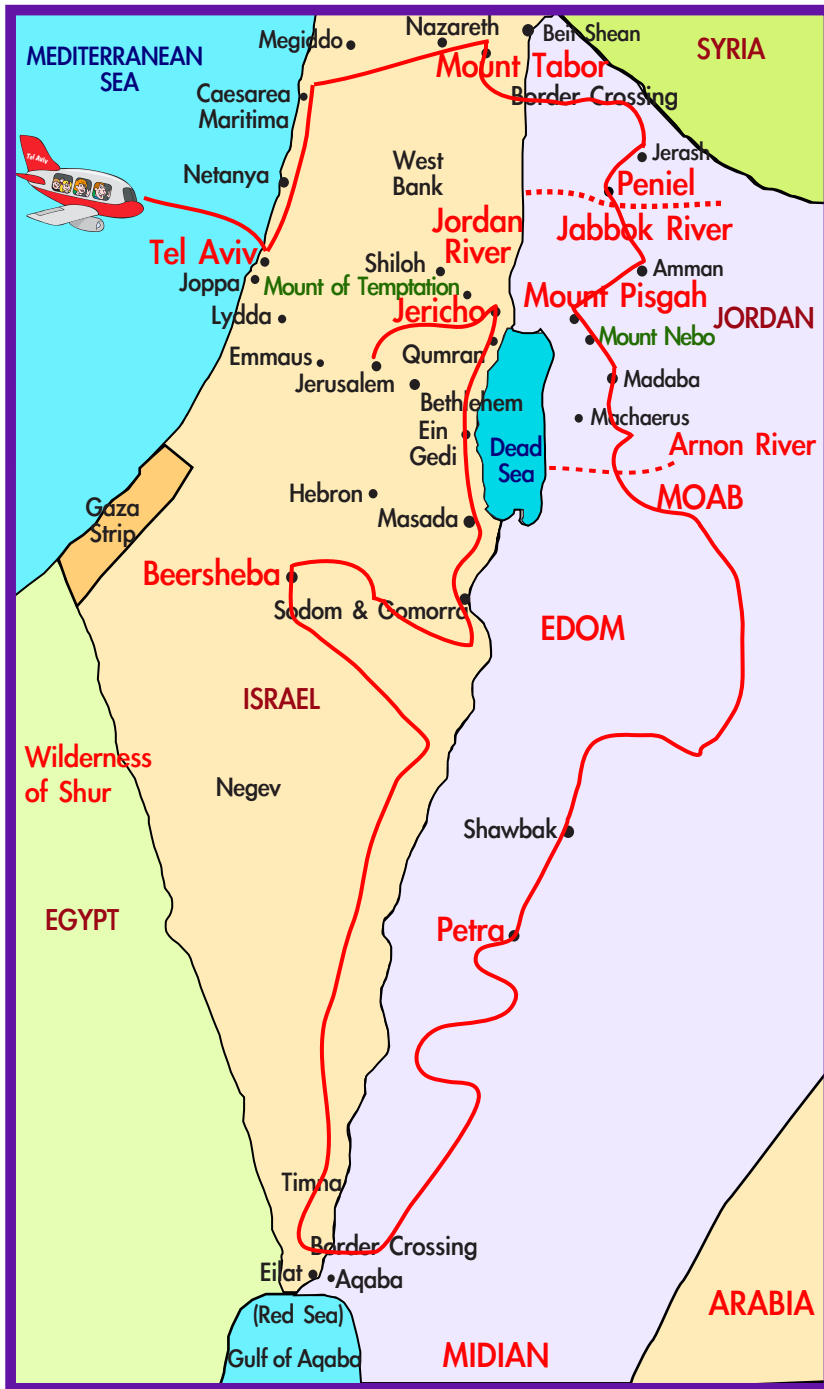 Nazareth
Megiddo
Beit Shean
MEDITERRANEAN
SEA
SYRIA
Mount Tabor
Caesarea
Maritima
Border Crossing
Tel Aviv
West
Bank
Jerash
Netanya
Peniel
Jordan
River
Jabbok River
Tel Aviv
Shiloh
Amman
Joppa
Mount of Temptation
Mount Pisgah
Jericho
Lydda
JORDAN
Mount Nebo
Emmaus
Qumran
Jerusalem
Madaba
Bethlehem
Machaerus
Ein
Gedi
Dead
Sea
Arnon River
Hebron
MOAB
Gaza
Strip
Masada
Beersheba
Sodom & Gomorra
EDOM
ISRAEL
Wilderness
of Shur
Negev
Shawbak
EGYPT
Petra
Timna
Border Crossing
Eilat
Aqaba
(Red Sea)
ARABIA
Gulf of Aqaba
MIDIAN